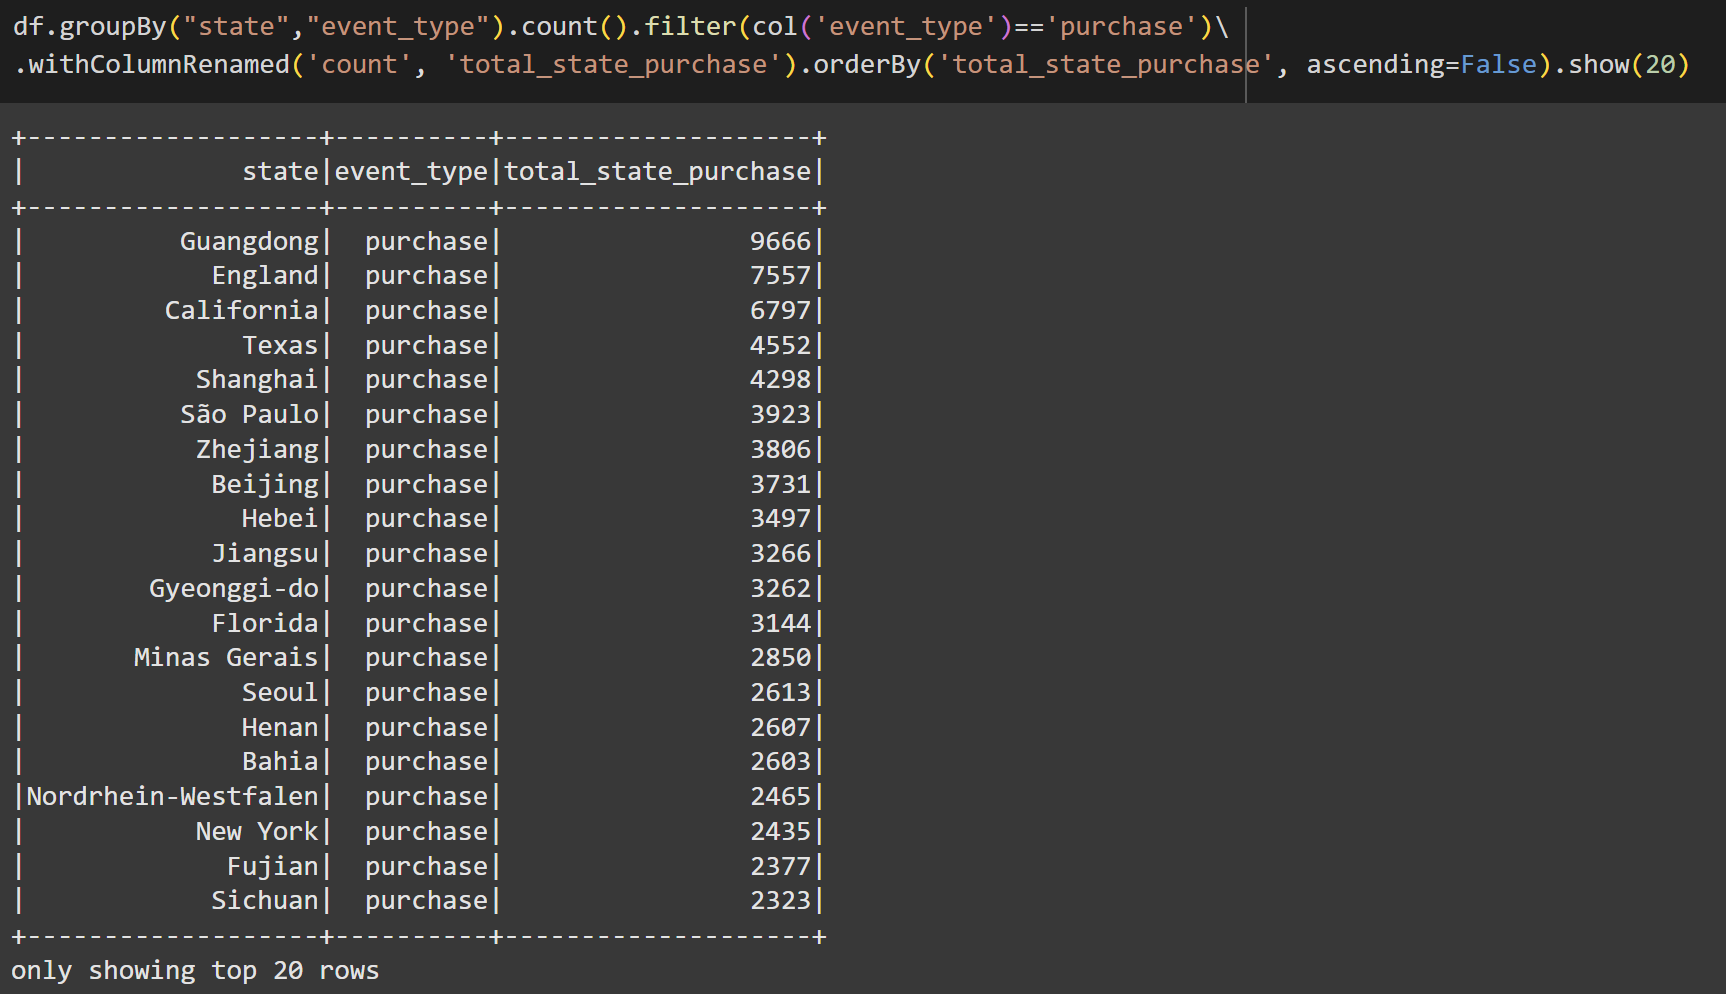 df.groupBy("state","event_type").count().filter(col('event_type')=='purchase')\
.withColumnRenamed('count', 'total_state_purchase').orderBy('total_state_purchase', ascending=False).show(20)
+-------------------+----------+--------------------+
|              state|event_type|total_state_purchase|
+-------------------+----------+--------------------+
|          Guangdong|  purchase|                9666|
|            England|  purchase|                7557|
|         California|  purchase|                6797|
|              Texas|  purchase|                4552|
|           Shanghai|  purchase|                4298|
|          São Paulo|  purchase|                3923|
|           Zhejiang|  purchase|                3806|
|            Beijing|  purchase|                3731|
|              Hebei|  purchase|                3497|
|            Jiangsu|  purchase|                3266|
|        Gyeonggi-do|  purchase|                3262|
|            Florida|  purchase|                3144|
|       Minas Gerais|  purchase|                2850|
|              Seoul|  purchase|                2613|
|              Henan|  purchase|                2607|
|              Bahia|  purchase|                2603|
|Nordrhein-Westfalen|  purchase|                2465|
|           New York|  purchase|                2435|
|             Fujian|  purchase|                2377|
|            Sichuan|  purchase|                2323|
+-------------------+----------+--------------------+
only showing top 20 rows